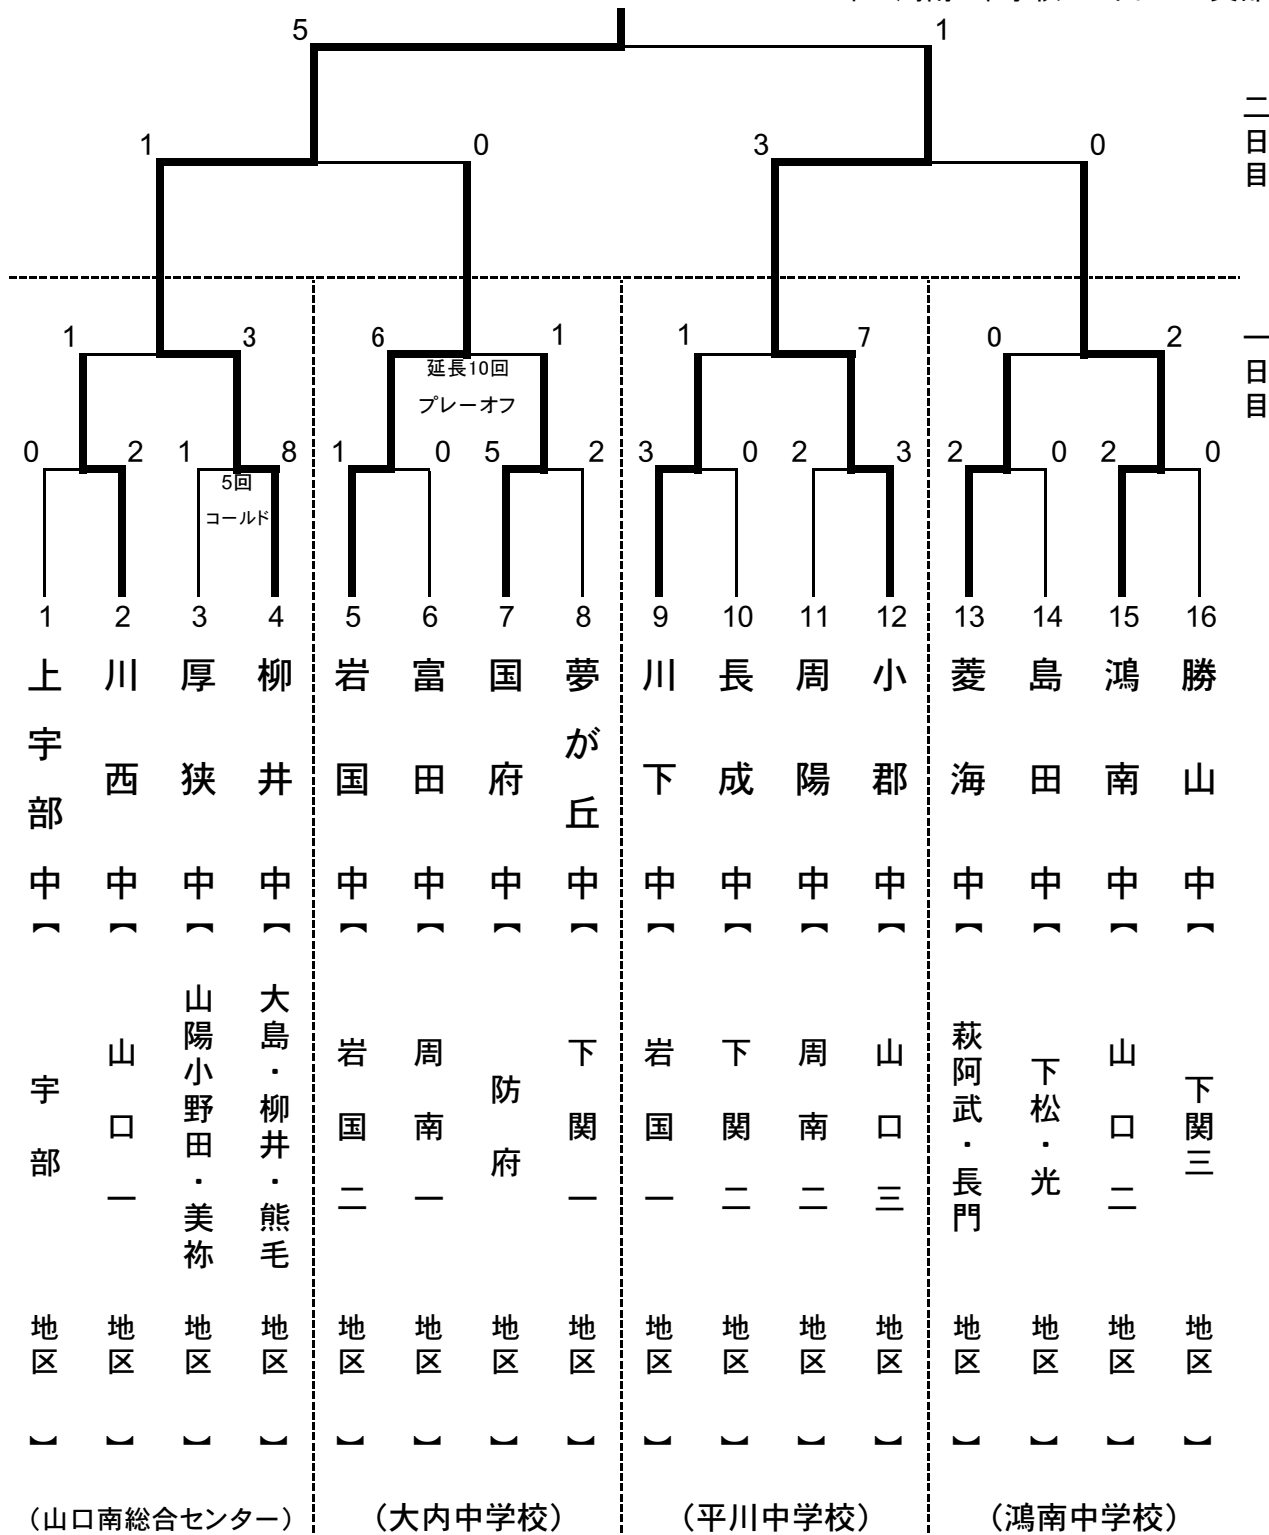 5 1
二日目
1 0 3 0
1 3 6 1 1 7 0 2
一日目
延長10回
プレーオフ
0 2 1 8 1 0 5 2 3 0 2 3 2 0 2 0
5回
コールド
1 2 3 4 5 6 7 8 9 10 11 12 13 14 15 16
上宇部中【宇部地区】
川西中【山口一地区】
厚狭中【山陽小野田・美祢地区】
柳井中【大島・柳井・熊毛地区】
岩国中【岩国二地区】
富田中【周南一地区】
国府中【防府地区】
夢が丘中【下関一地区】
川下中【岩国一地区】
長成中【下関二地区】
周陽中【周南二地区】
小郡中【山口三地区】
菱海中【萩阿武・長門地区】
島田中【下松・光地区】
鴻南中【山口二地区】
勝山中【下関三地区】
（山口南総合センター）
（大内中学校）
（平川中学校）
（鴻南中学校）